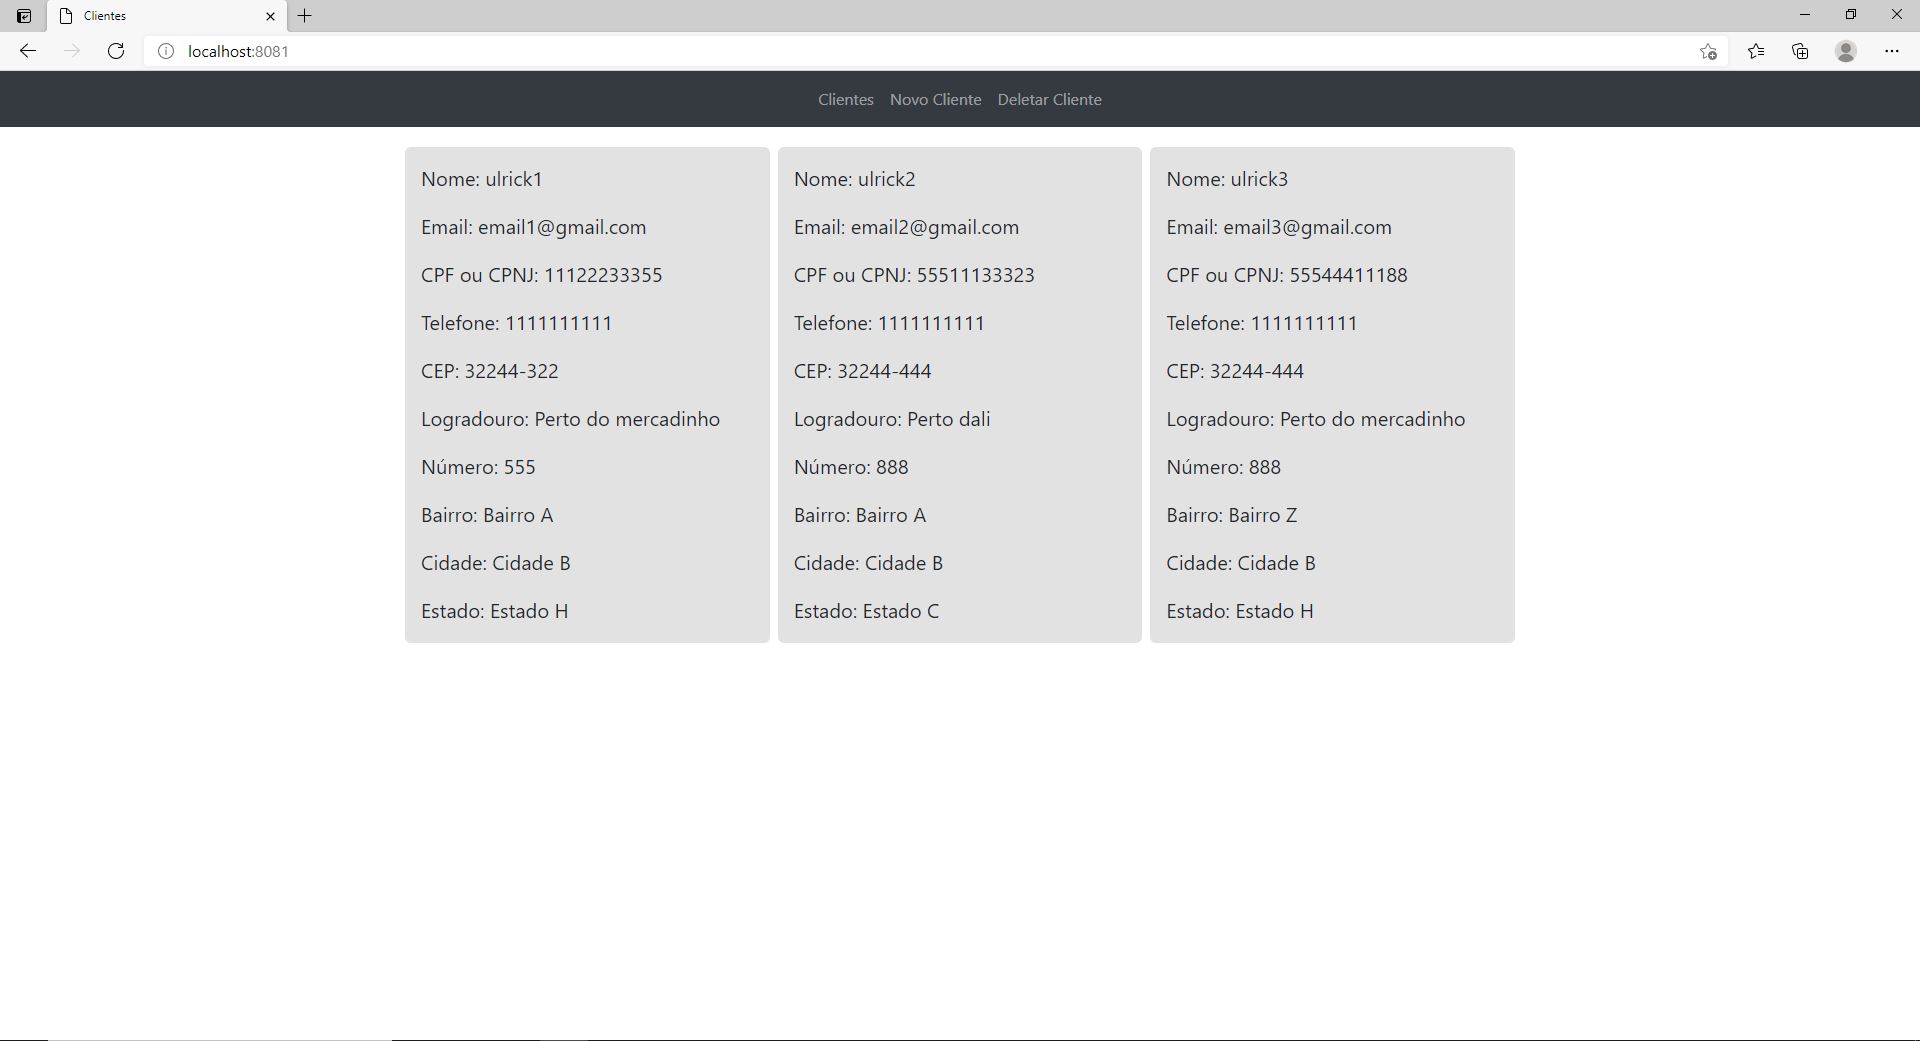 Clientes
localhost:8081
Clientes Novo Cliente Deletar Cliente
Nome: ulrick1
Email: email1@gmail.com
CPF ou CPNJ: 11122233355
Telefone: 1111111111
CEP: 32244-322
Logradouro: Perto do mercadinho
Número: 555
Bairro: Bairro A
Cidade: Cidade B
Estado: Estado H
Nome: ulrick2
Email: email2@gmail.com
CPF ou CPNJ: 55511133323
Telefone: 1111111111
CEP: 32244-444
Logradouro: Perto dali
Número: 888
Bairro: Bairro A
Cidade: Cidade B
Estado: Estado C
Nome: ulrick3
Email: email3@gmail.com
CPF ou CPNJ: 55544411188
Telefone: 1111111111
CEP: 32244-444
Logradouro: Perto do mercadinho
Número: 888
Bairro: Bairro Z
Cidade: Cidade B
Estado: Estado H